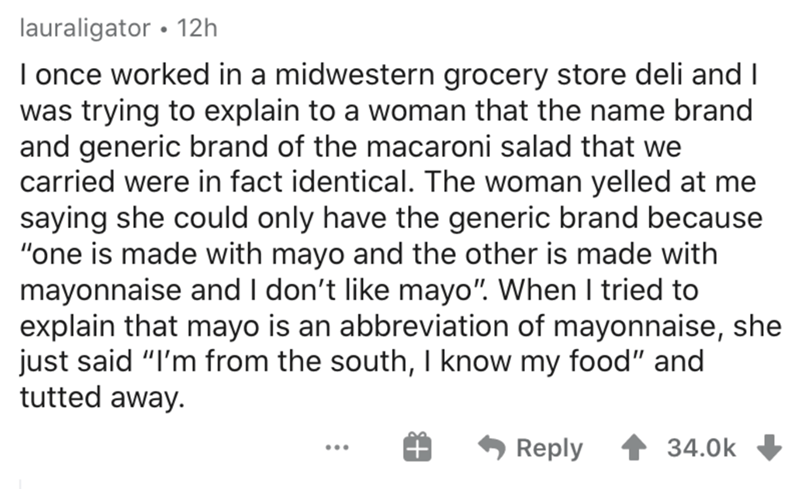 lauraligator • 12h
I once worked in a midwestern grocery store deli and I
was trying to explain to a woman that the name brand
and generic brand of the macaroni salad that we
carried were in fact identical. The woman yelled at me
saying she could only have the generic brand because
"one is made with mayo and the other is made with
mayonnaise and I don't like mayo". When I tried to
explain that mayo is an abbreviation of mayonnaise, she
just said "I'm from the south, I know my food" and
tutted away.
... Reply 34.0k